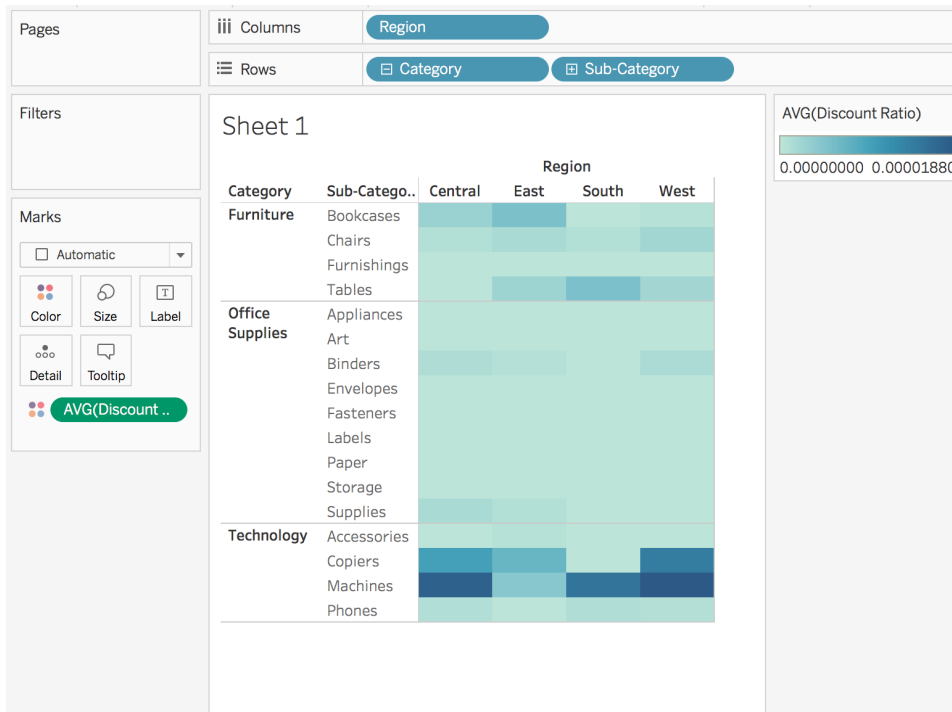 Pages
Columns
Region
Rows
Category
Sub-Category
Filters
Marks
Automatic
Color
Size
T
Label
Detail
Tooltip
AVG(Discount ..
Sheet 1
Region
Category Sub-Catego.. Central East South West
Furniture Bookcases
Chairs
Furnishings
Tables
Office Supplies Appliances
Art
Binders
Envelopes
Fasteners
Labels
Paper
Storage
Supplies
Technology Accessories
Copiers
Machines
Phones
AVG(Discount Ratio)
0.00000000 0.00001880